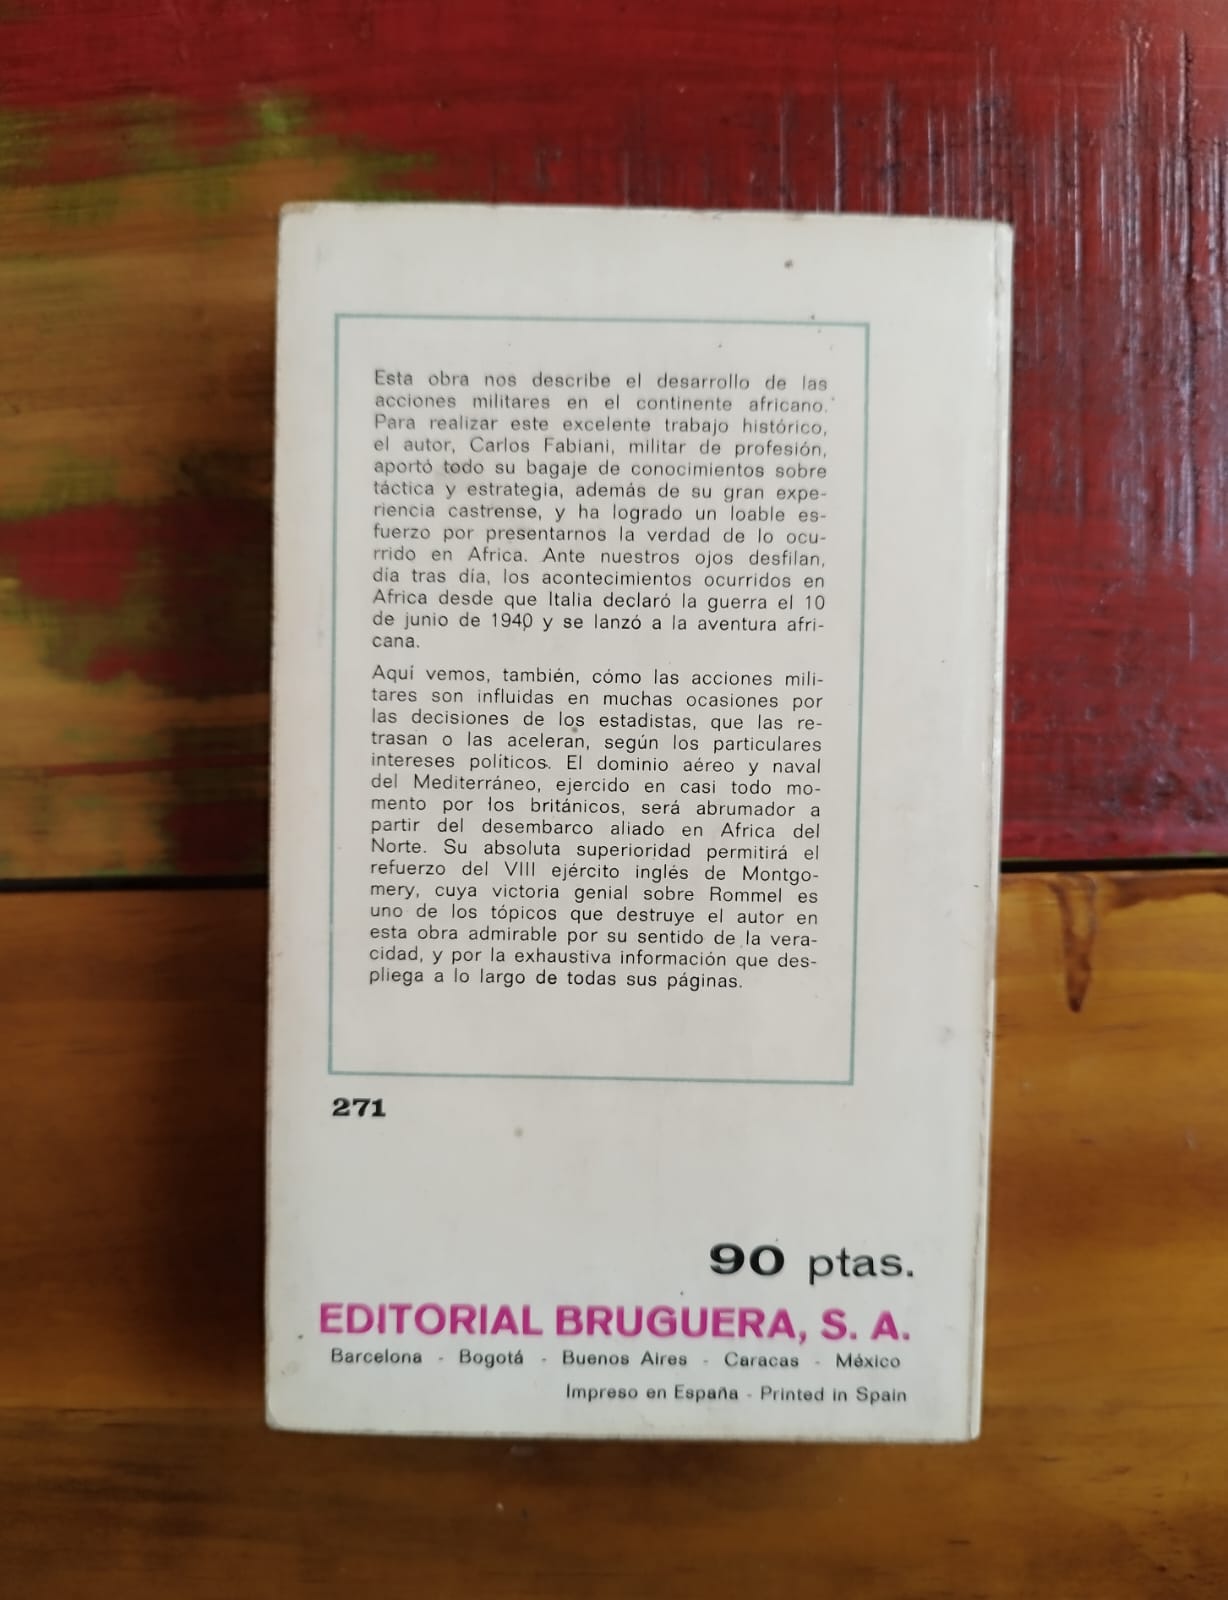 Esta obra nos describe el desarrollo de las
acciones militares en el continente africano.
Para realizar este excelente trabajo histórico,
el autor, Carlos Fabiani, militar de profesión,
aportó todo su bagaje de conocimientos sobre
táctica y estrategia, además de su gran expe-
riencia castrense, y ha logrado un loable es-
fuerzo por presentarnos la verdad de lo ocu-
rrido en Africa. Ante nuestros ojos desfilan,
día tras día, los acontecimientos ocurridos en
Africa desde que Italia declaró la guerra el 10
de junio de 1940 y se lanzó a la aventura afri-
cana.
Aquí vemos, también, cómo las acciones mili-
tares son influidas en muchas ocasiones por
las decisiones de los estadistas, que las re-
trasan o las aceleran, según los particulares
intereses políticos. El dominio aéreo y naval
del Mediterráneo, ejercido en casi todo mo-
mento por los británicos, será abrumador a
partir del desembarco aliado en Africa del
Norte. Su absoluta superioridad permitirá el
refuerzo del VIII ejército inglés de Montgo-
mery, cuya victoria genial sobre Rommel es
uno de los tópicos que destruye el autor en
esta obra admirable por su sentido de la vera-
cidad, y por la exhaustiva información que des-
pliega a lo largo de todas sus páginas.
271
90 ptas.
EDITORIAL BRUGUERA, S. A.
Barcelona - Bogotá - Buenos Aires - Caracas - México
Impreso en España - Printed in Spain